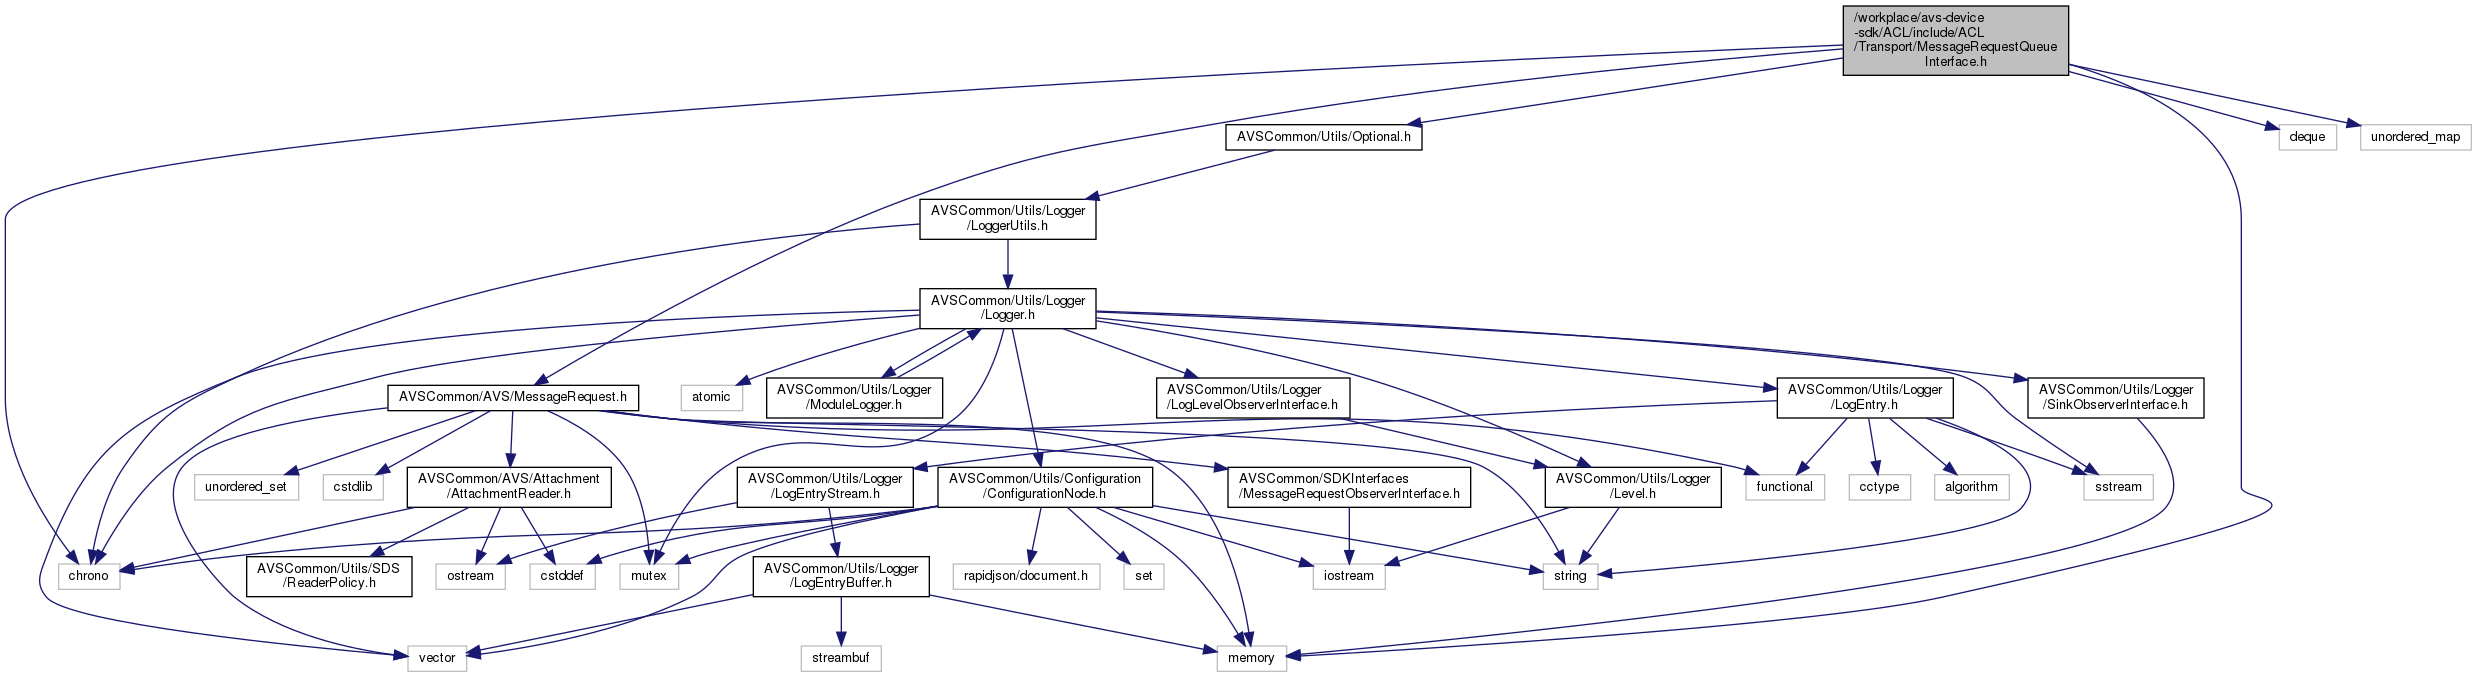 /workplace/avs-device
-sdk/ACL/include/ACL
/Transport/MessageRequestQueue
Interface.h
AVSCommon/Utils/Optional.h
deque
unordered_map
AVSCommon/Utils/Logger
/LoggerUtils.h
AVSCommon/Utils/Logger
/Logger.h
AVSCommon/AVS/MessageRequest.h
atomic
AVSCommon/Utils/Logger
/ModuleLogger.h
AVSCommon/Utils/Logger
/LogLevelObserverInterface.h
AVSCommon/Utils/Logger
/LogEntry.h
AVSCommon/Utils/Logger
/SinkObserverInterface.h
unordered_set
cstdlib
AVSCommon/AVS/Attachment
/AttachmentReader.h
AVSCommon/Utils/Logger
/LogEntryStream.h
AVSCommon/Utils/Configuration
/ConfigurationNode.h
AVSCommon/SDKInterfaces
/MessageRequestObserverInterface.h
AVSCommon/Utils/Logger
/Level.h
functional
cctype
algorithm
sstream
chrono
AVSCommon/Utils/SDS
/ReaderPolicy.h
ostream
cstddef
mutex
AVSCommon/Utils/Logger
/LogEntryBuffer.h
rapidjson/document.h
set
iostream
string
vector
streambuf
memory